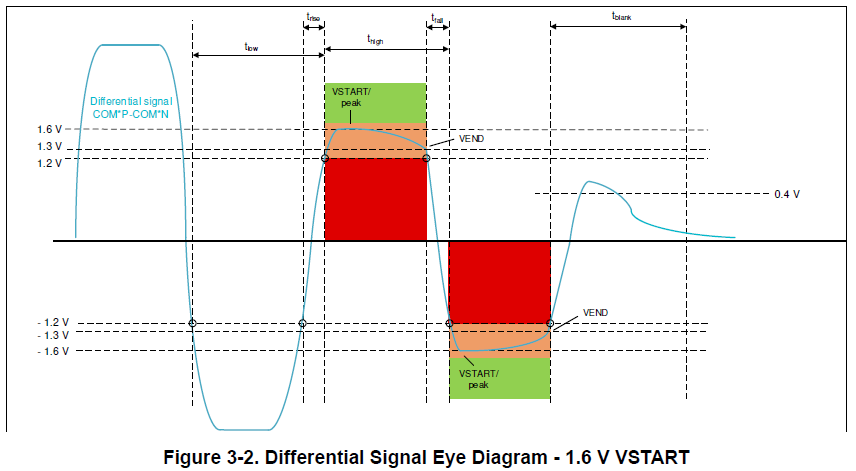 trise
tfall
tblank
tlow
thigh
VSTART/
peak
Differential signal
COM*P-COM*N
1.6 V
1.3 V
1.2 V
VEND
0.4 V
- 1.2 V
- 1.3 V
- 1.6 V
VEND
VSTART/
peak
Figure 3-2. Differential Signal Eye Diagram - 1.6 V VSTART